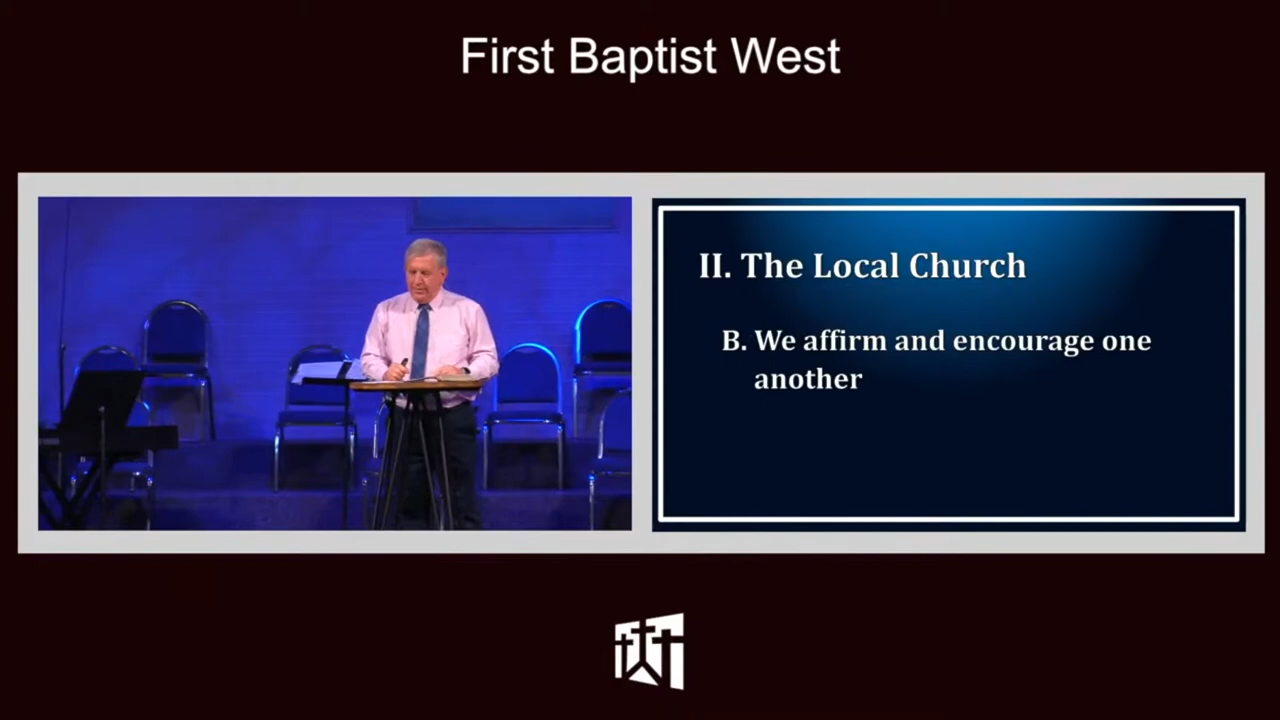 First Baptist West
II. The Local Church
B. We affirm and encourage one
another